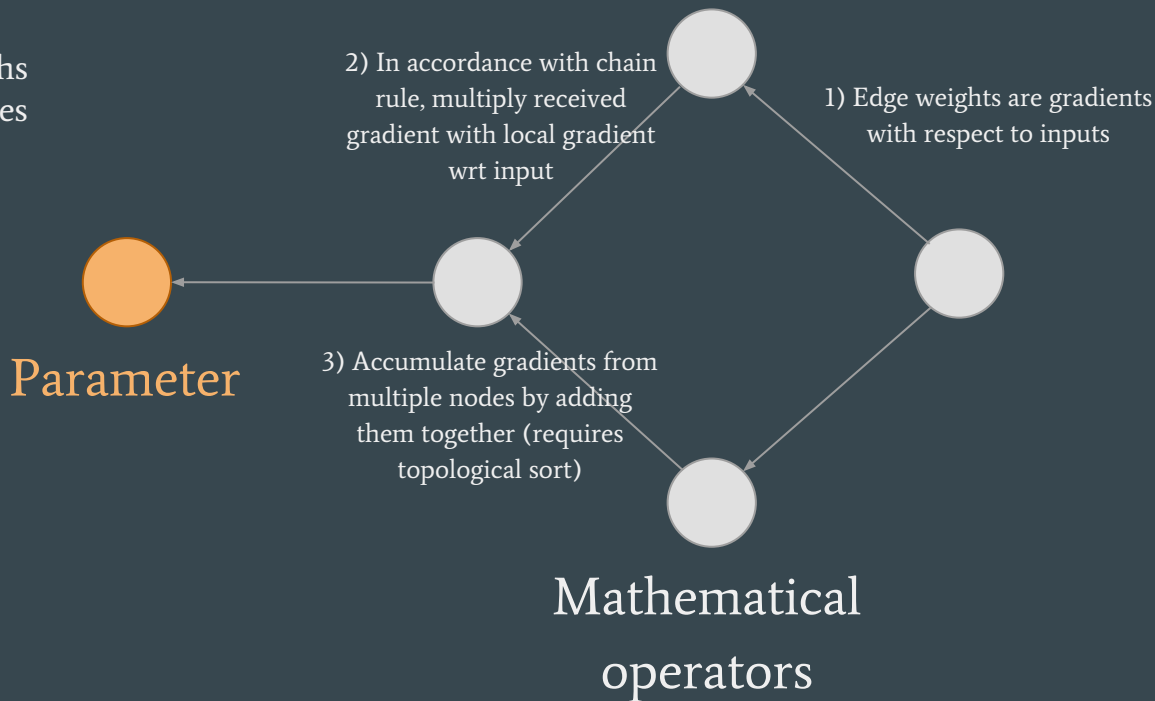 2) In accordance with chain
rule, multiply received
gradient with local gradient
wrt input
1) Edge weights are gradients
with respect to inputs
Parameter
3) Accumulate gradients from
multiple nodes by adding
them together (requires
topological sort)
Mathematical
operators